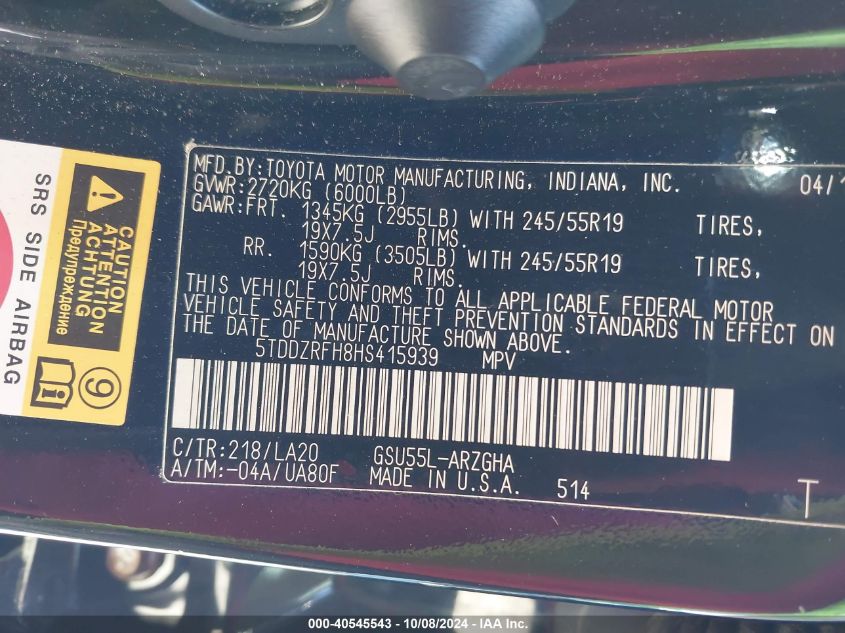 MFD.BY:TOYOTA MOTOR MANUFACTURING, INDIANA, INC. 04/1
GVWR:2720KG (6000LB)
GAWR:FRT. 1345KG (2955LB) WITH 245/55R19 TIRES,
19X7.5J RIMS.
RR. 1590KG (3505LB) WITH 245/55R19 TIRES,
19X7.5J RIMS.
THIS VEHICLE CONFORMS TO ALL APPLICABLE FEDERAL MOTOR
VEHICLE SAFETY AND THEFT PREVENTION STANDARDS IN EFFECT ON
THE DATE OF MANUFACTURE SHOWN ABOVE.
5TDDZRFH8HS415939 MPV
C/TR:218/LA20 GSU55L-ARZGHA
A/TM:-04A/UA80F MADE IN U.S.A. 514
T
SRS SIDE AIRBAG
CAUTION
ATTENTION
ACHTUNG
Предупреждение
9
000-40545543 - 10/08/2024 - IAA Inc.